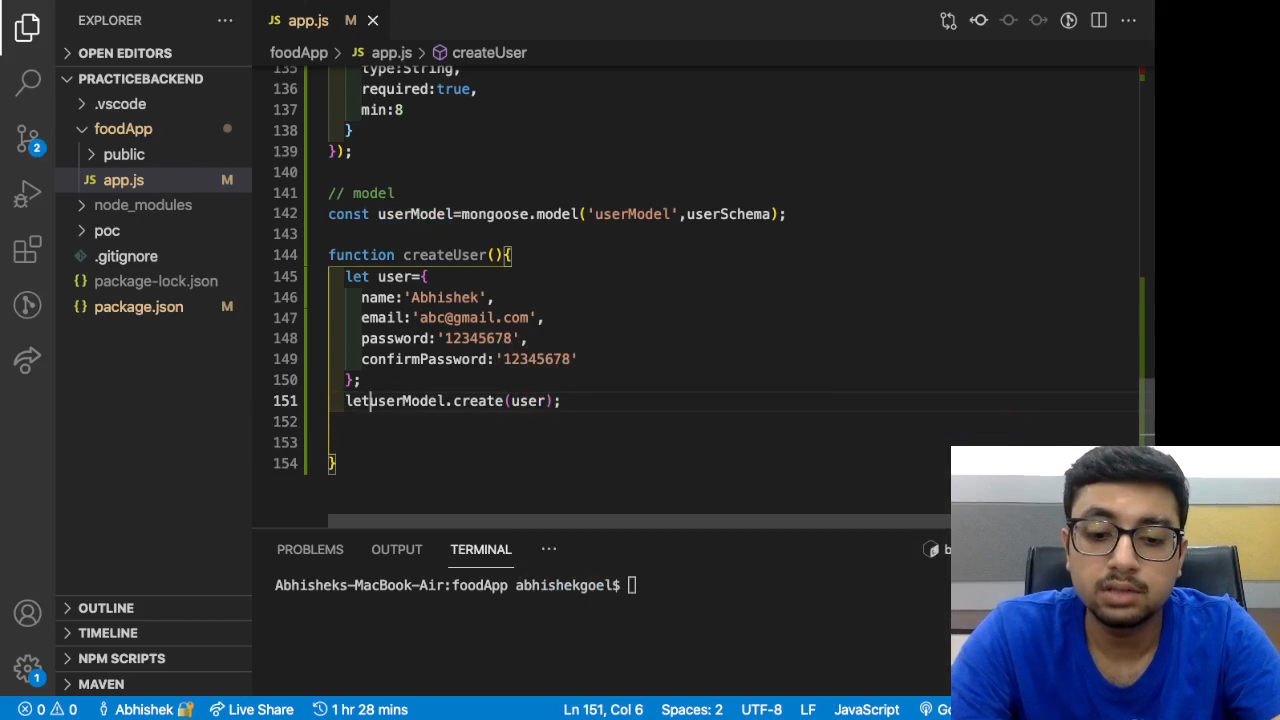 EXPLORER
JS app.js M
OPEN EDITORS
foodApp > JS app.js > createUser
PRACTICEBACKEND
.vscode
foodApp
public
JS app.js M
node_modules
poc
.gitignore
{} package-lock.json
{} package.json M
OUTLINE
TIMELINE
NPM SCRIPTS
MAVEN
2
1
135 type:String,
136 required:true,
137 min:8
138 }
139 });
140
141 // model
142 const userModel=mongoose.model('userModel',userSchema);
143
144 function createUser(){
145 let user={
146 name:'Abhishek',
147 email:'abc@gmail.com',
148 password:'12345678',
149 confirmPassword:'12345678'
150 };
151 letuserModel.create(user);
152
153
154 }
PROBLEMS OUTPUT TERMINAL
Abhisheks-MacBook-Air:foodApp abhishekgoel$
0 0 Abhishek Live Share 1 hr 28 mins Ln 151, Col 6 Spaces: 2 UTF-8 LF JavaScript